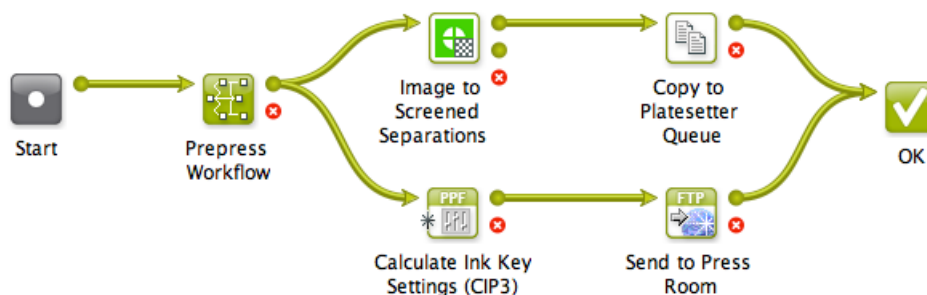 Start
Prepress
Workflow
Image to
Screened
Separations
Copy to
Platesetter
Queue
OK
PPF
Calculate Ink Key
Settings (CIP3)
FTP
Send to Press
Room